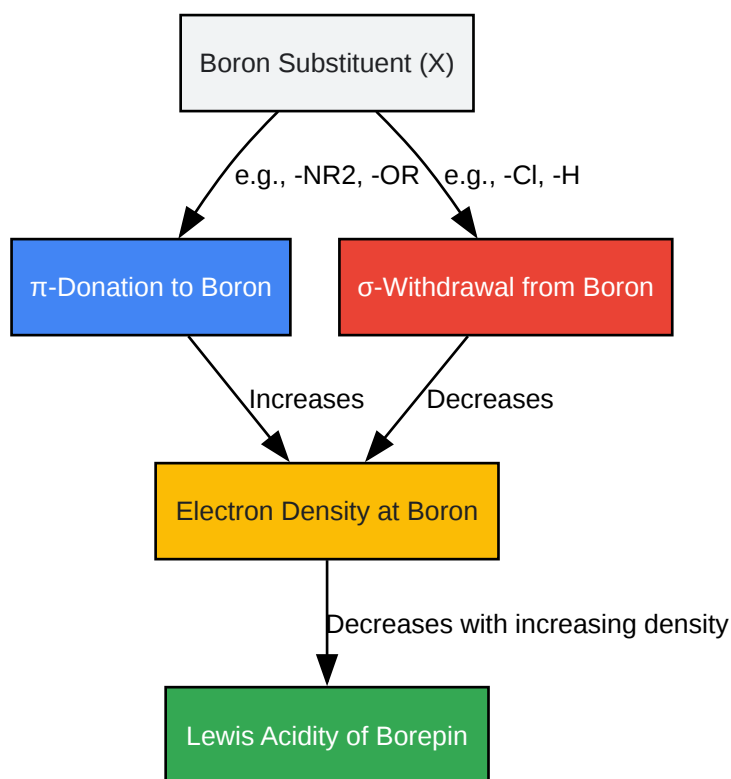 Boron Substituent (X)
e.g., -NR2, -OR
e.g., -Cl, -H
π-Donation to Boron
σ-Withdrawal from Boron
Increases
Decreases
Electron Density at Boron
Decreases with increasing density
Lewis Acidity of Borepin